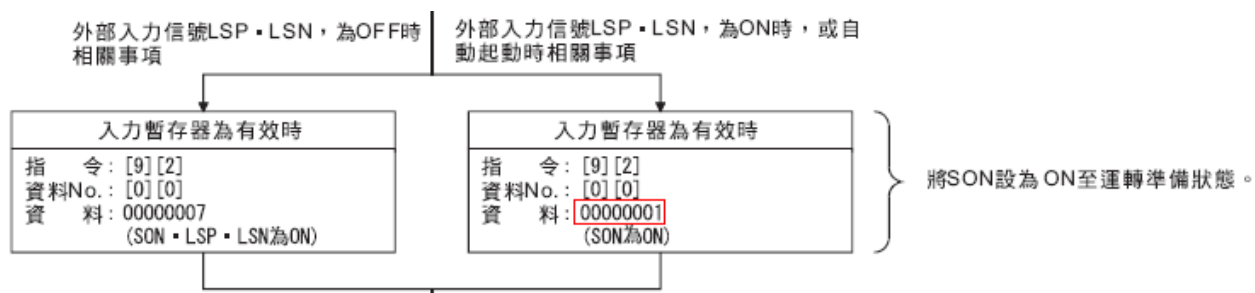 外部入力信號LSP▪LSN，為OFF時
相關事項
外部入力信號LSP▪LSN，為ON時，或自
動起動時相關事項
入力暫存器為有效時
指　令：[9][2]
資料No.：[0][0]
資　料：00000007
(SON▪LSP▪LSN為ON)
入力暫存器為有效時
指　令：[9][2]
資料No.：[0][0]
資　料：00000001
(SON為ON)
將SON設為ON至運轉準備狀態。